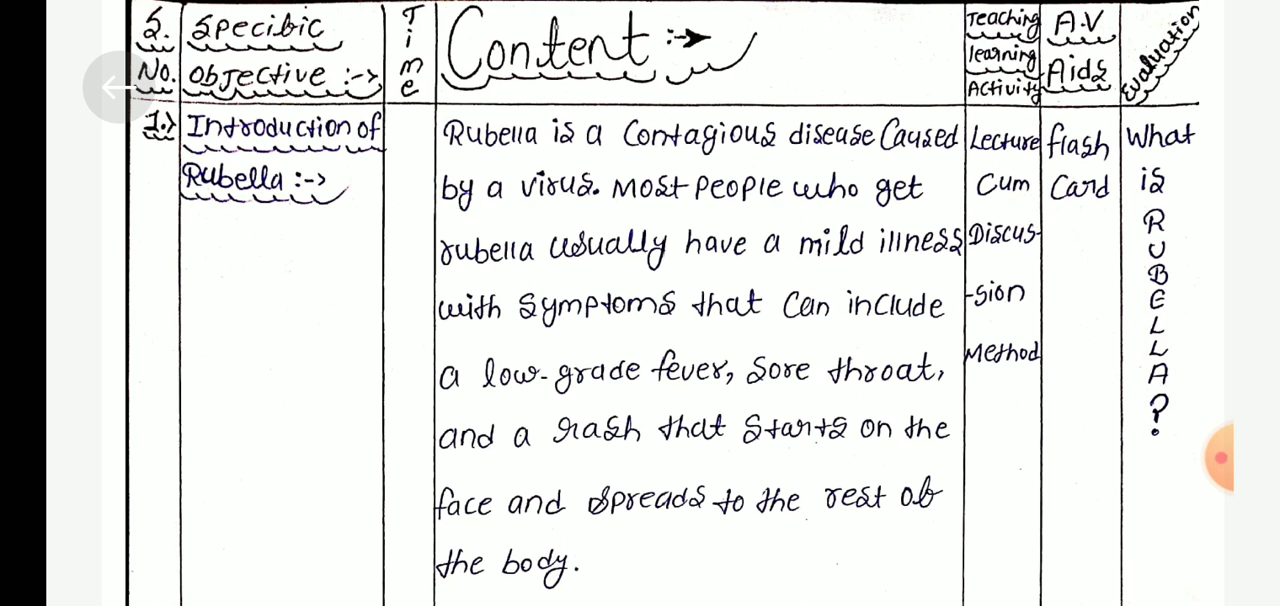 S. No.
Specific Objective :->
Time
Content :->
Teaching learning Activity
A.V Aids
Evaluation
1.>
Introduction of
Rubella :->
Rubella is a Contagious disease Caused
by a virus. Most people who get
rubella usually have a mild illness
with symptoms that Can include
a low-grade fever, sore throat,
and a rash that starts on the
face and spreads to the rest of
the body.
Lecture
Cum
Discus-
-sion
Method
flash
Card
What
is
RUBELLA
?